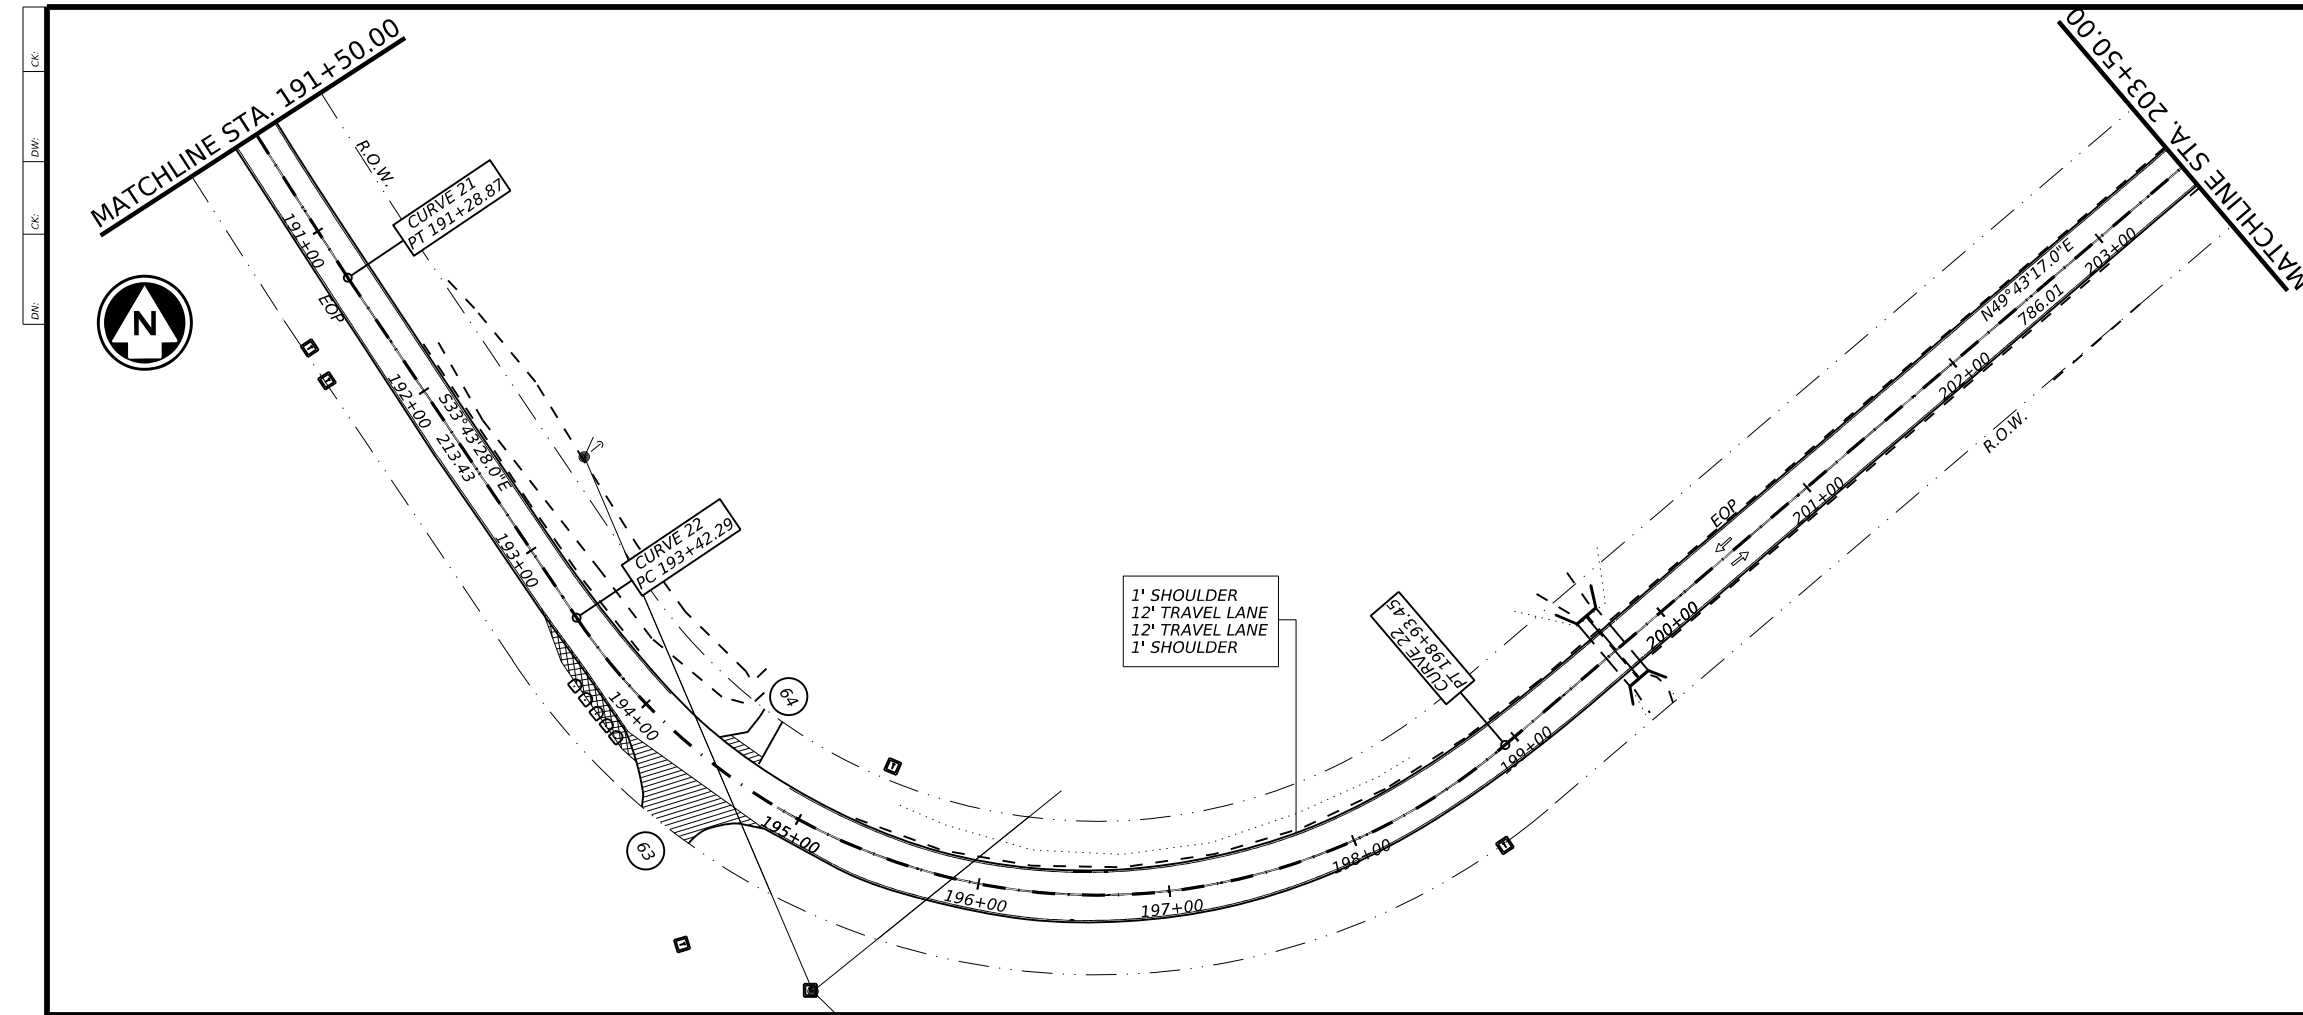 CK:
DW:
CK:
DN:
MATCHLINE STA. 191+50.00
R.O.W.
CURVE 21
PT 191+28.87
191+00
EOP
N
192+00
S33°43'28.0"E
213.43
193+00
CURVE 22
PC 193+42.29
194+00
64
63
195+00
196+00
197+00
198+00
1' SHOULDER
12' TRAVEL LANE
12' TRAVEL LANE
1' SHOULDER
CURVE 22
PT 198+93.45
199+00
200+00
EOP
201+00
202+00
R.O.W.
N49°43'17.0"E
786.01
203+00
MATCHLINE STA. 203+50.00